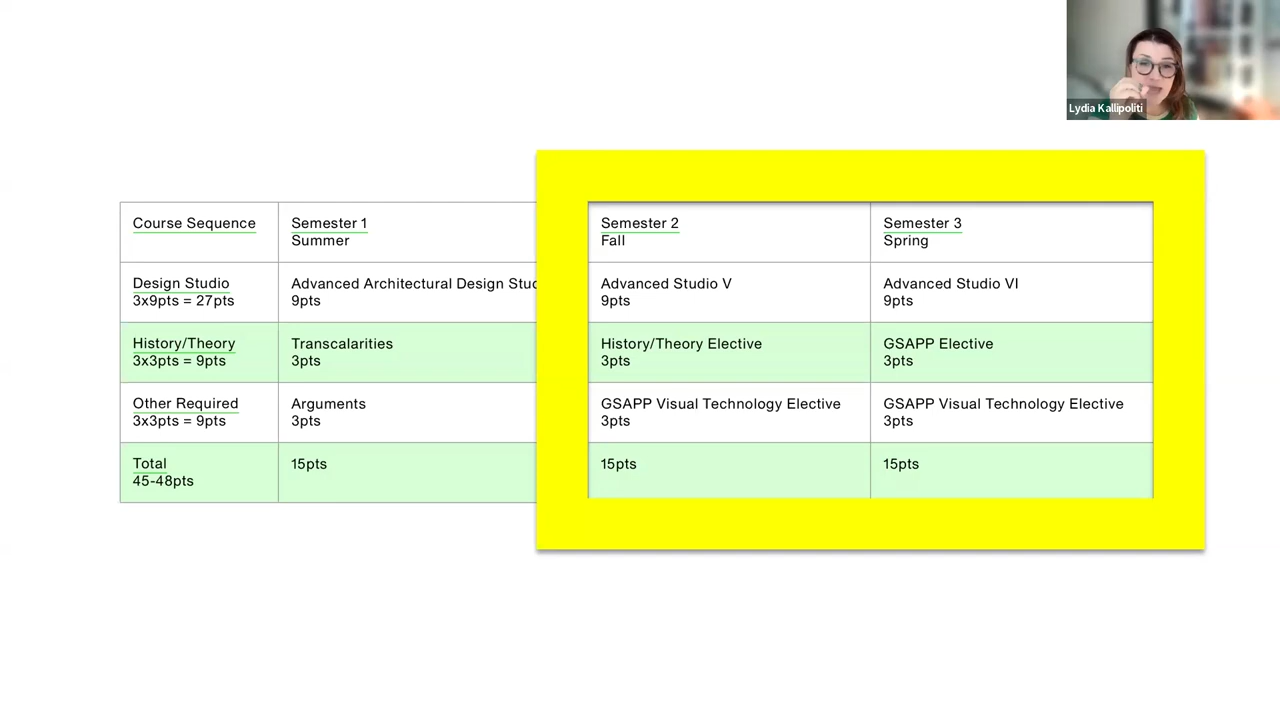 Lydia Kallipoliti
Course Sequence
Semester 1
Summer
Semester 2
Fall
Semester 3
Spring
Design Studio
3x9pts = 27pts
Advanced Architectural Design Stud
9pts
Advanced Studio V
9pts
Advanced Studio VI
9pts
History/Theory
3x3pts = 9pts
Transcalarities
3pts
History/Theory Elective
3pts
GSAPP Elective
3pts
Other Required
3x3pts = 9pts
Arguments
3pts
GSAPP Visual Technology Elective
3pts
GSAPP Visual Technology Elective
3pts
Total
45-48pts
15pts
15pts
15pts